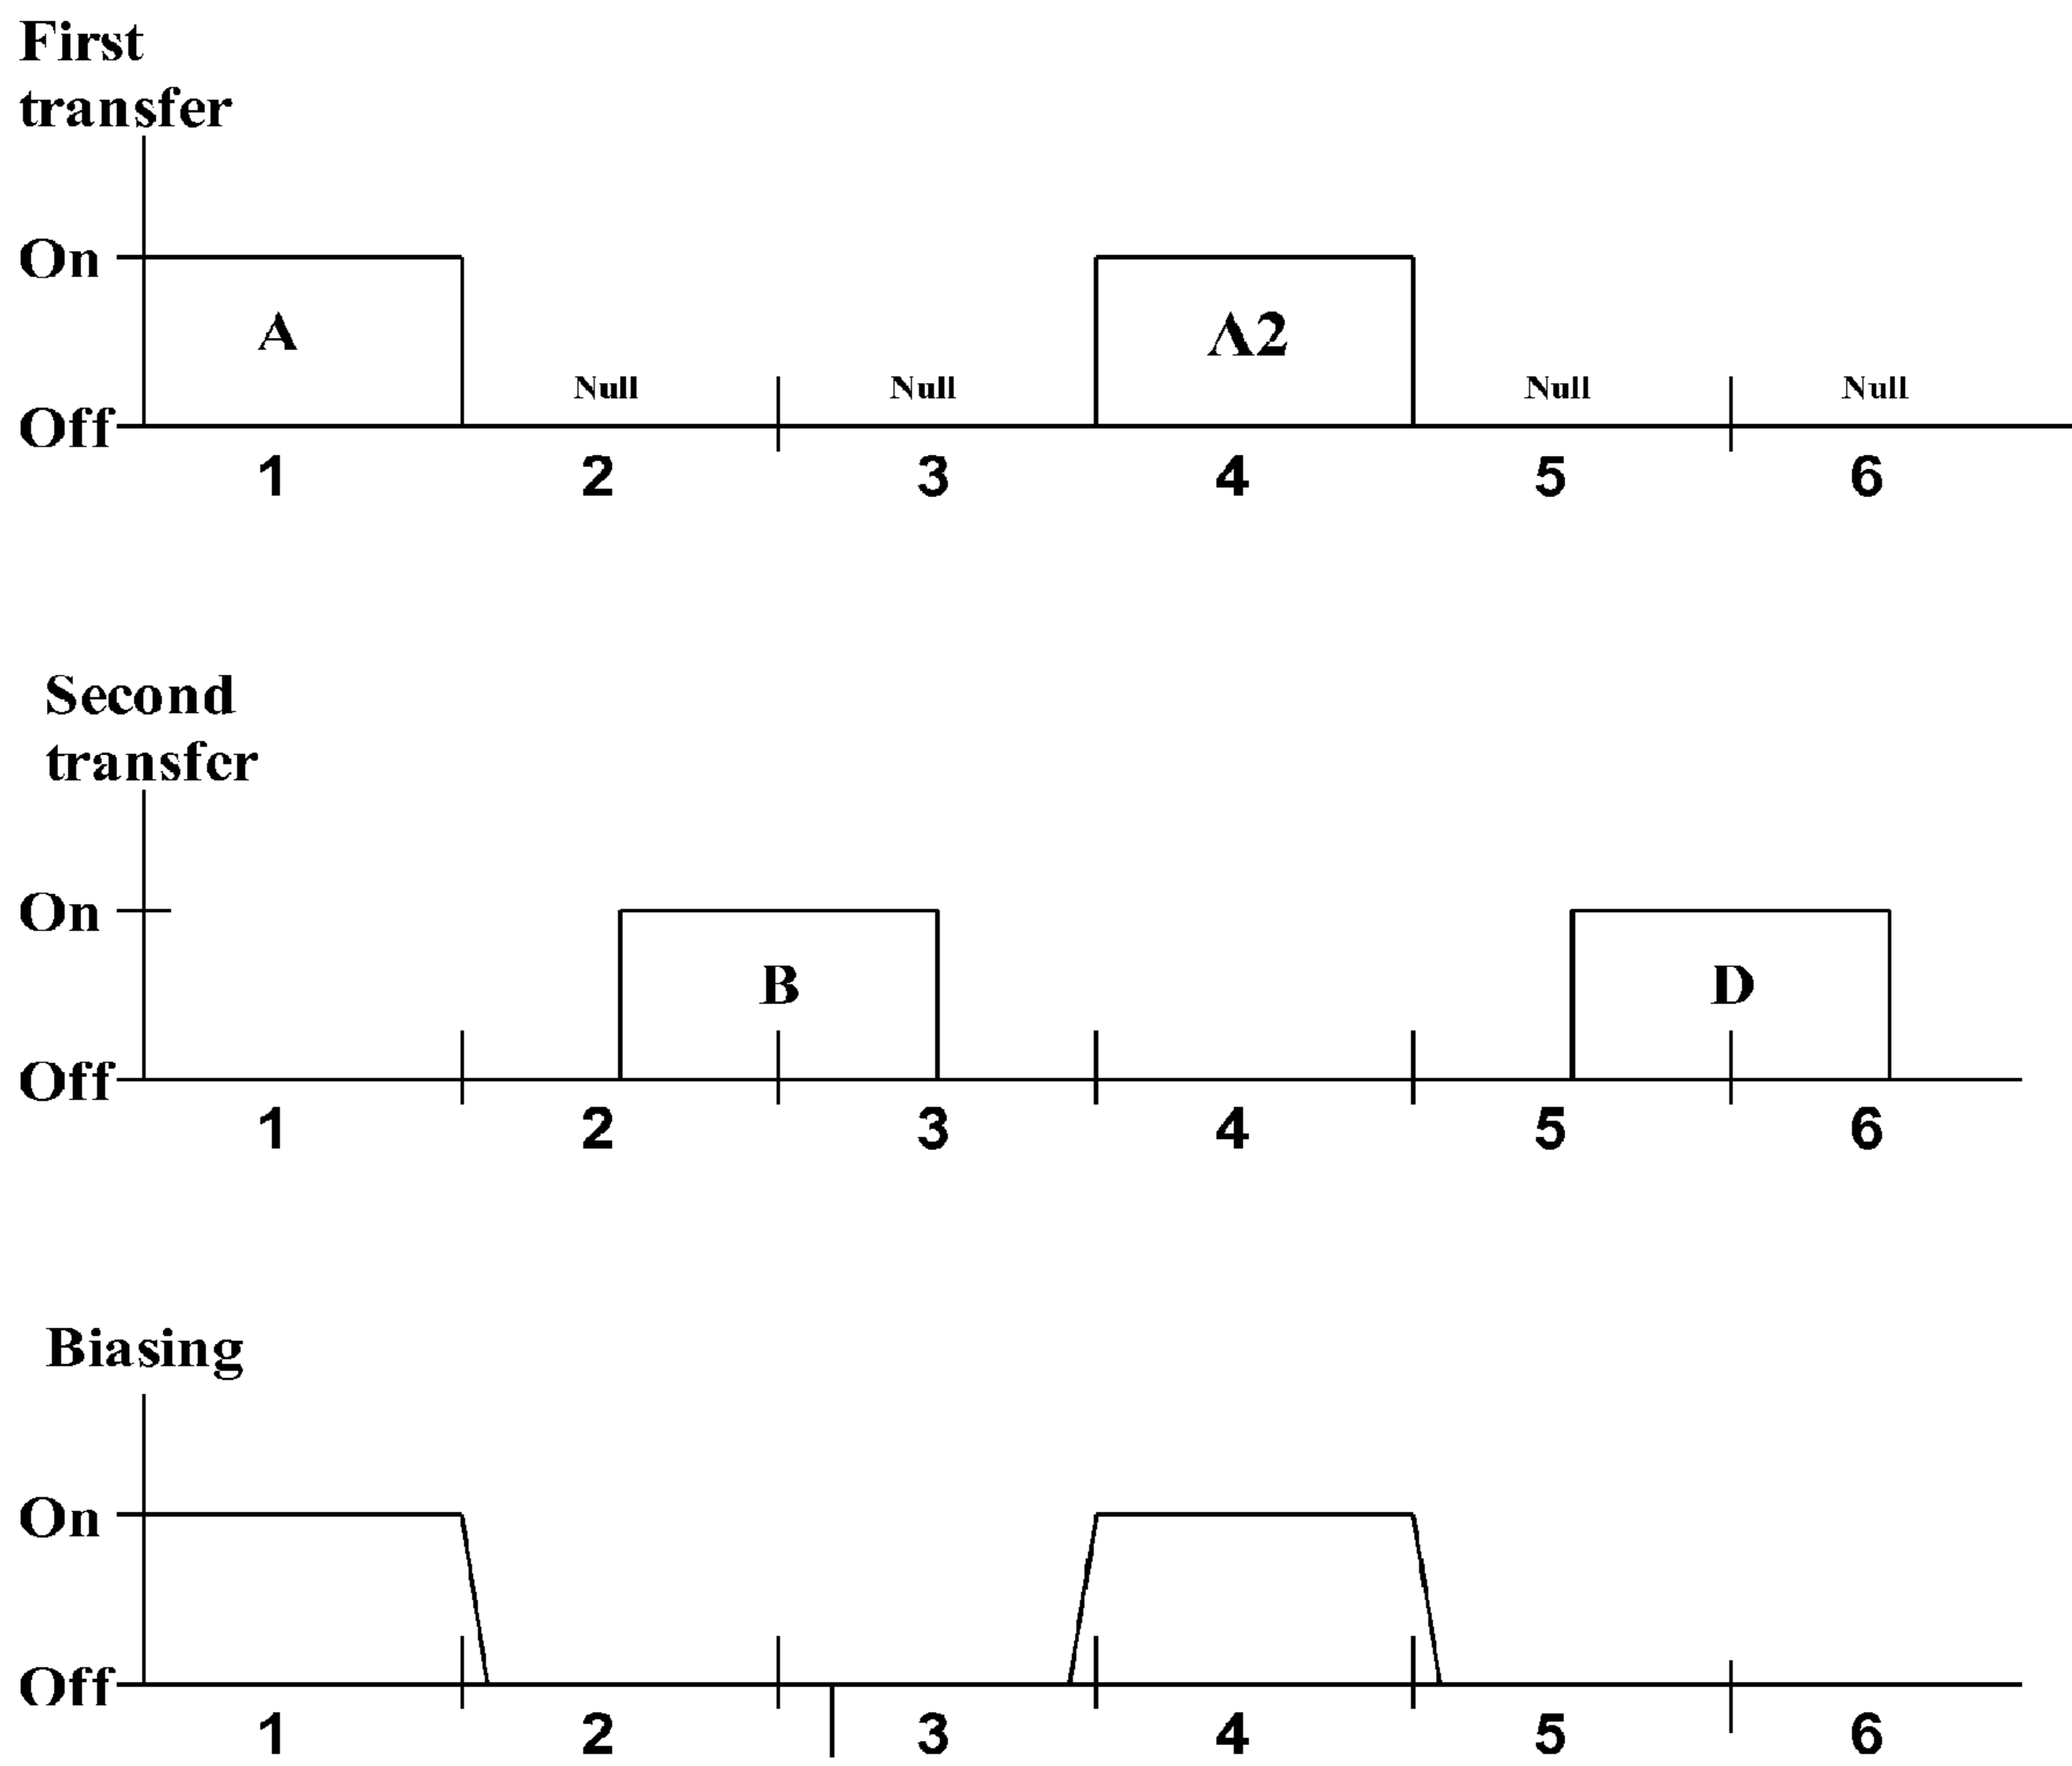 First
transfer
On
A
Λ2
Null
Null
Null
Null
Off
1 2 3 4 5 6
Second
transfer
On
B
D
Off
1 2 3 4 5 6
Biasing
On
Off
1 2 3 4 5 6